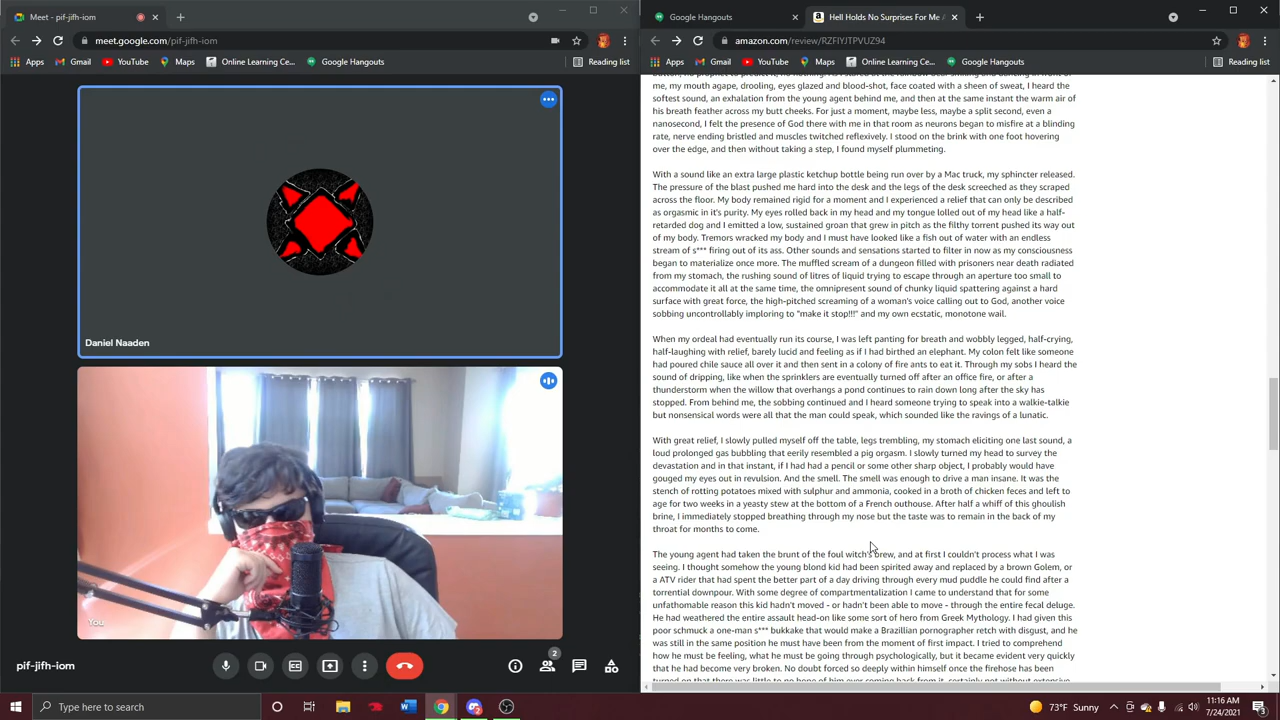 Meet - pif-jifh-iom
Google Hangouts
Hell Holds No Surprises For Me A
meet.google.com/pif-jifh-iom
amazon.com/review/RZFIYJTPVUZ94
Apps Gmail YouTube Maps Online Learning Ce... Google Hangouts Reading list
Apps Gmail YouTube Maps Online Learning Ce... Google Hangouts Reading list
Daniel Naaden
You
pif-jifh-iom
2
me, my mouth agape, drooling, eyes glazed and blood-shot, face coated with a sheen of sweat, I heard the
softest sound, an exhalation from the young agent behind me, and then at the same instant the warm air of
his breath feather across my butt cheeks. For just a moment, maybe less, maybe a split second, even a
nanosecond, I felt the presence of God there with me in that room as neurons began to misfire at a blinding
rate, nerve ending bristled and muscles twitched reflexively. I stood on the brink with one foot hovering
over the edge, and then without taking a step, I found myself plummeting.
With a sound like an extra large plastic ketchup bottle being run over by a Mac truck, my sphincter released.
The pressure of the blast pushed me hard into the desk and the legs of the desk screeched as they scraped
across the floor. My body remained rigid for a moment and I experienced a relief that can only be described
as orgasmic in it's purity. My eyes rolled back in my head and my tongue lolled out of my head like a half-
retarded dog and I emitted a low, sustained groan that grew in pitch as the filthy torrent pushed its way out
of my body. Tremors wracked my body and I must have looked like a fish out of water with an endless
stream of s*** firing out of its ass. Other sounds and sensations started to filter in now as my consciousness
began to materialize once more. The muffled scream of a dungeon filled with prisoners near death radiated
from my stomach, the rushing sound of litres of liquid trying to escape through an aperture too small to
accommodate it all at the same time, the omnipresent sound of chunky liquid spattering against a hard
surface with great force, the high-pitched screaming of a woman's voice calling out to God, another voice
sobbing uncontrollably imploring to "make it stop!!!" and my own ecstatic, monotone wail.
When my ordeal had eventually run its course, I was left panting for breath and wobbly legged, half-crying,
half-laughing with relief, barely lucid and feeling as if I had birthed an elephant. My colon felt like someone
had poured chile sauce all over it and then sent in a colony of fire ants to eat it. Through my sobs I heard the
sound of dripping, like when the sprinklers are eventually turned off after an office fire, or after a
thunderstorm when the willow that overhangs a pond continues to rain down long after the sky has
stopped. From behind me, the sobbing continued and I heard someone trying to speak into a walkie-talkie
but nonsensical words were all that the man could speak, which sounded like the ravings of a lunatic.
With great relief, I slowly pulled myself off the table, legs trembling, my stomach eliciting one last sound, a
loud prolonged gas bubbling that eerily resembled a pig orgasm. I slowly turned my head to survey the
devastation and in that instant, if I had had a pencil or some other sharp object, I probably would have
gouged my eyes out in revulsion. And the smell. The smell was enough to drive a man insane. It was the
stench of rotting potatoes mixed with sulphur and ammonia, cooked in a broth of chicken feces and left to
age for two weeks in a yeasty stew at the bottom of a French outhouse. After half a whiff of this ghoulish
brine, I immediately stopped breathing through my nose but the taste was to remain in the back of my
throat for months to come.
The young agent had taken the brunt of the foul witch's brew, and at first I couldn't process what I was
seeing. I thought somehow the young blond kid had been spirited away and replaced by a brown Golem, or
a ATV rider that had spent the better part of a day driving through every mud puddle he could find after a
torrential downpour. With some degree of compartmentalization I came to understand that for some
unfathomable reason this kid hadn't moved - or hadn't been able to move - through the entire fecal deluge.
He had weathered the entire assault head-on like some sort of hero from Greek Mythology. I had given this
poor schmuck a one-man s*** bukkake that would make a Brazillian pornographer retch with disgust, and he
was still in the same position he must have been from the moment of first impact. I tried to comprehend
how he must be feeling, what he must be going through psychologically, but it became evident very quickly
that he had become very broken. No doubt forced so deeply within himself once the firehose has been
Type here to search
73°F Sunny
11:16 AM
7/24/2021